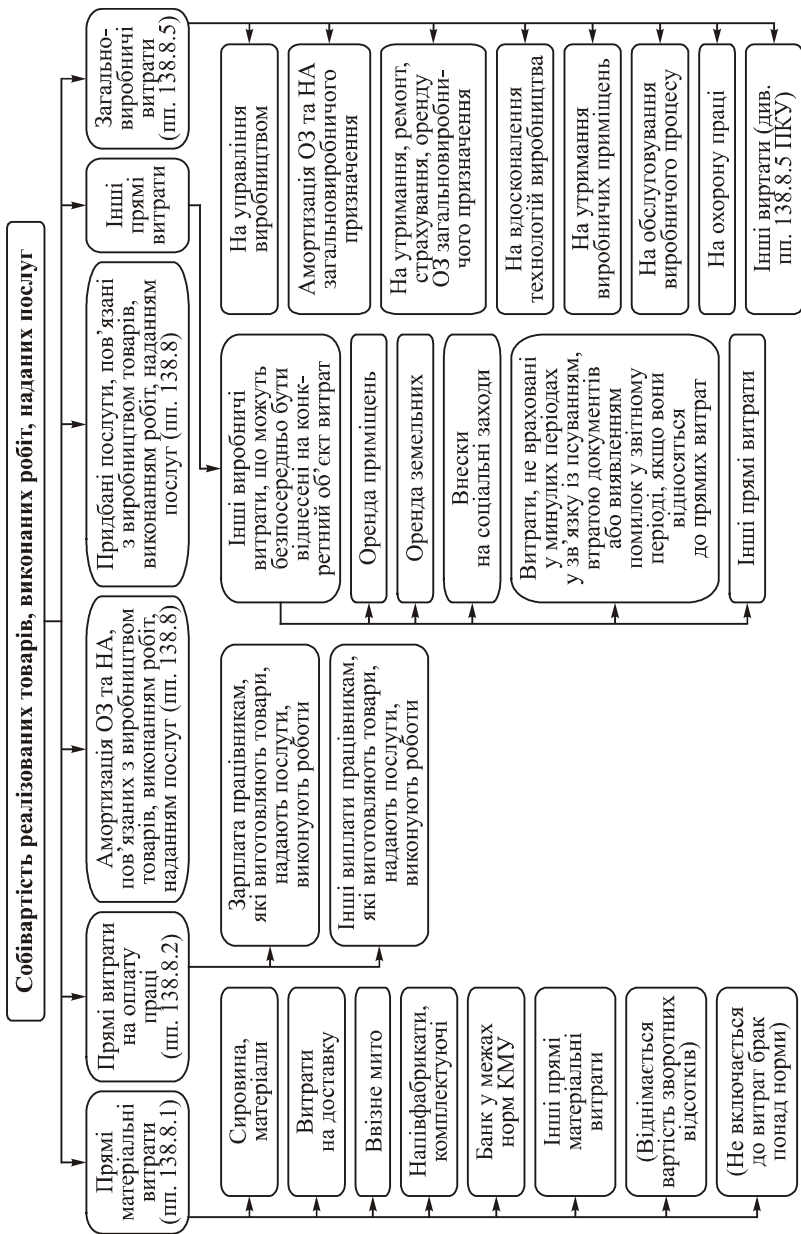 Собівартість реалізованих товарів, виконаних робіт, наданих послуг
Прямі
матеріальні
витрати
(пп. 138.8.1)
Прямі витрати
на оплату
праці
(пп. 138.8.2)
Амортизація ОЗ та НА,
пов’язаних з виробництвом
товарів, виконанням робіт,
наданням послуг (пп. 138.8)
Придбані послуги, пов’язані
з виробництвом товарів,
виконанням робіт, наданням
послуг (пп. 138.8)
Інші
прямі
витрати
Загально-
виробничі
витрати
(пп. 138.8.5)
Сировина,
матеріали
Витрати
на доставку
Ввізне мито
Напівфабрикати,
комплектуючі
Банк у межах
норм КМУ
Інші прямі
матеріальні
витрати
(Віднімається
вартість зворотних
відсотків)
(Не включається
до витрат брак
понад норми)
Зарплата працівникам,
які виготовляють товари,
надають послуги,
виконують роботи
Інші виплати працівникам,
які виготовляють товари,
надають послуги,
виконують роботи
Інші виробничі
витрати, що можуть
безпосередньо бути
віднесені на конк-
ретний об’єкт витрат
Оренда приміщень
Оренда земельних
Внески
на соціальні заходи
Витрати, не враховані
у минулих періодах
у зв’язку із псуванням,
втратою документів
або виявленням
помилок у звітному
періоді, якщо вони
відносяться
до прямих витрат
Інші прямі витрати
На управління
виробництвом
Амортизація ОЗ та НА
загальновиробничого
призначення
На утримання, ремонт,
страхування, оренду
ОЗ загальновиробни-
чого призначення
На вдосконалення
технологій виробництва
На утримання
виробничих приміщень
На обслуговування
виробничого процесу
На охорону праці
Інші виртати (див.
пп. 138.8.5 ПКУ)